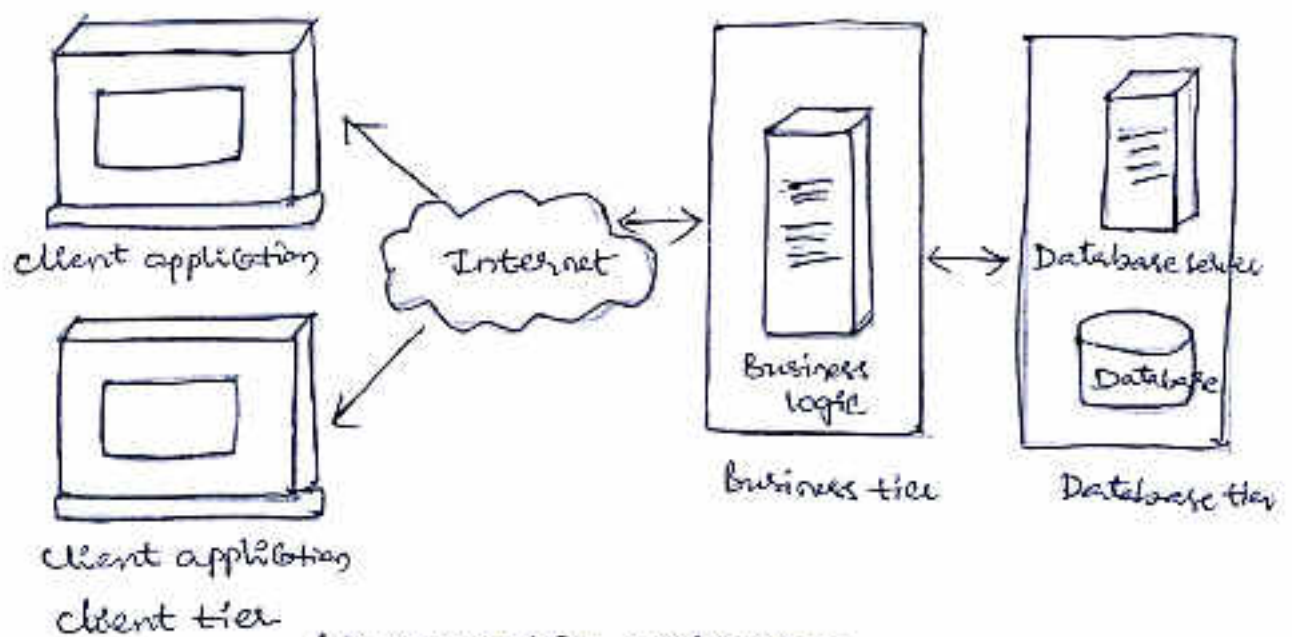 Client application
Internet
Business
logic
Database server
Database
Client application
Client tier
Business tier
Database tier